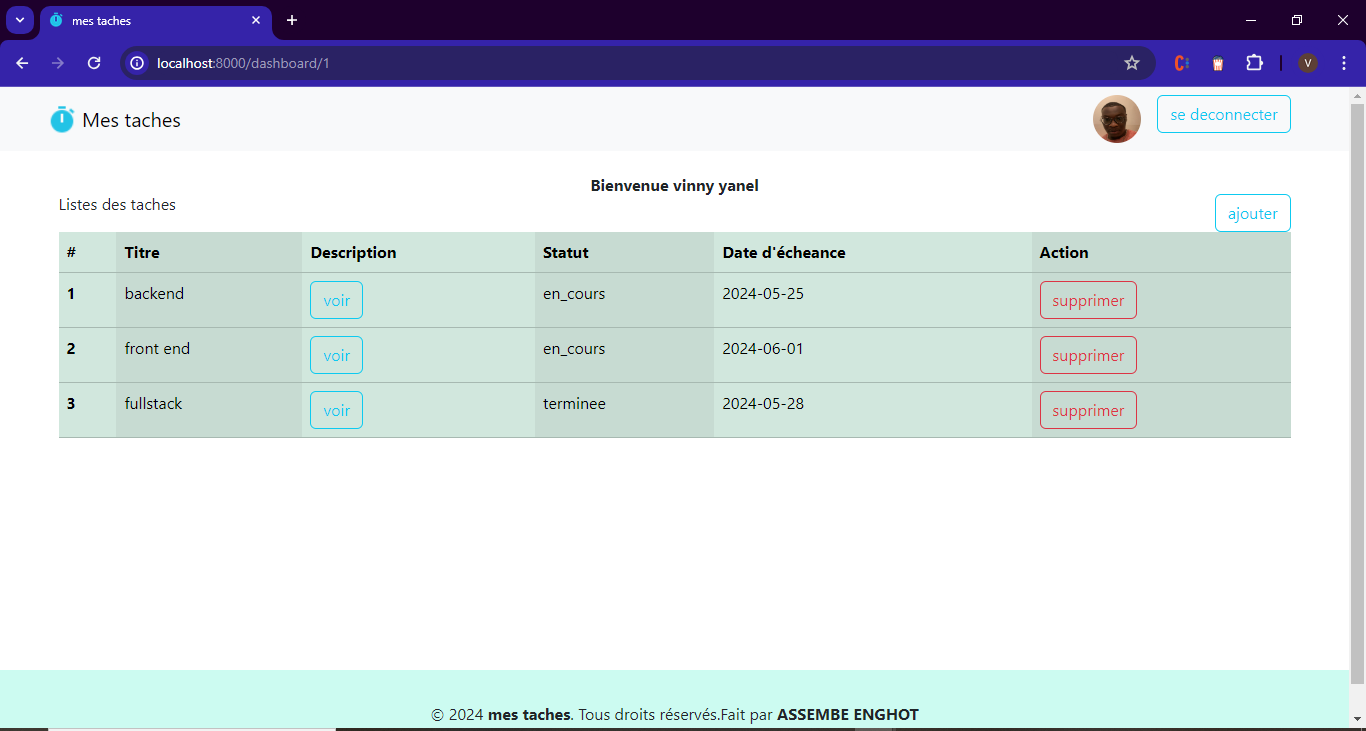 mes taches
localhost:8000/dashboard/1
V
Mes taches
se deconnecter
Bienvenue vinny yanel
Listes des taches
ajouter
# Titre Description Statut Date d'écheance Action
1 backend voir en_cours 2024-05-25 supprimer
2 front end voir en_cours 2024-06-01 supprimer
3 fullstack voir terminee 2024-05-28 supprimer
© 2024 mes taches. Tous droits réservés.Fait par ASSEMBE ENGHOT